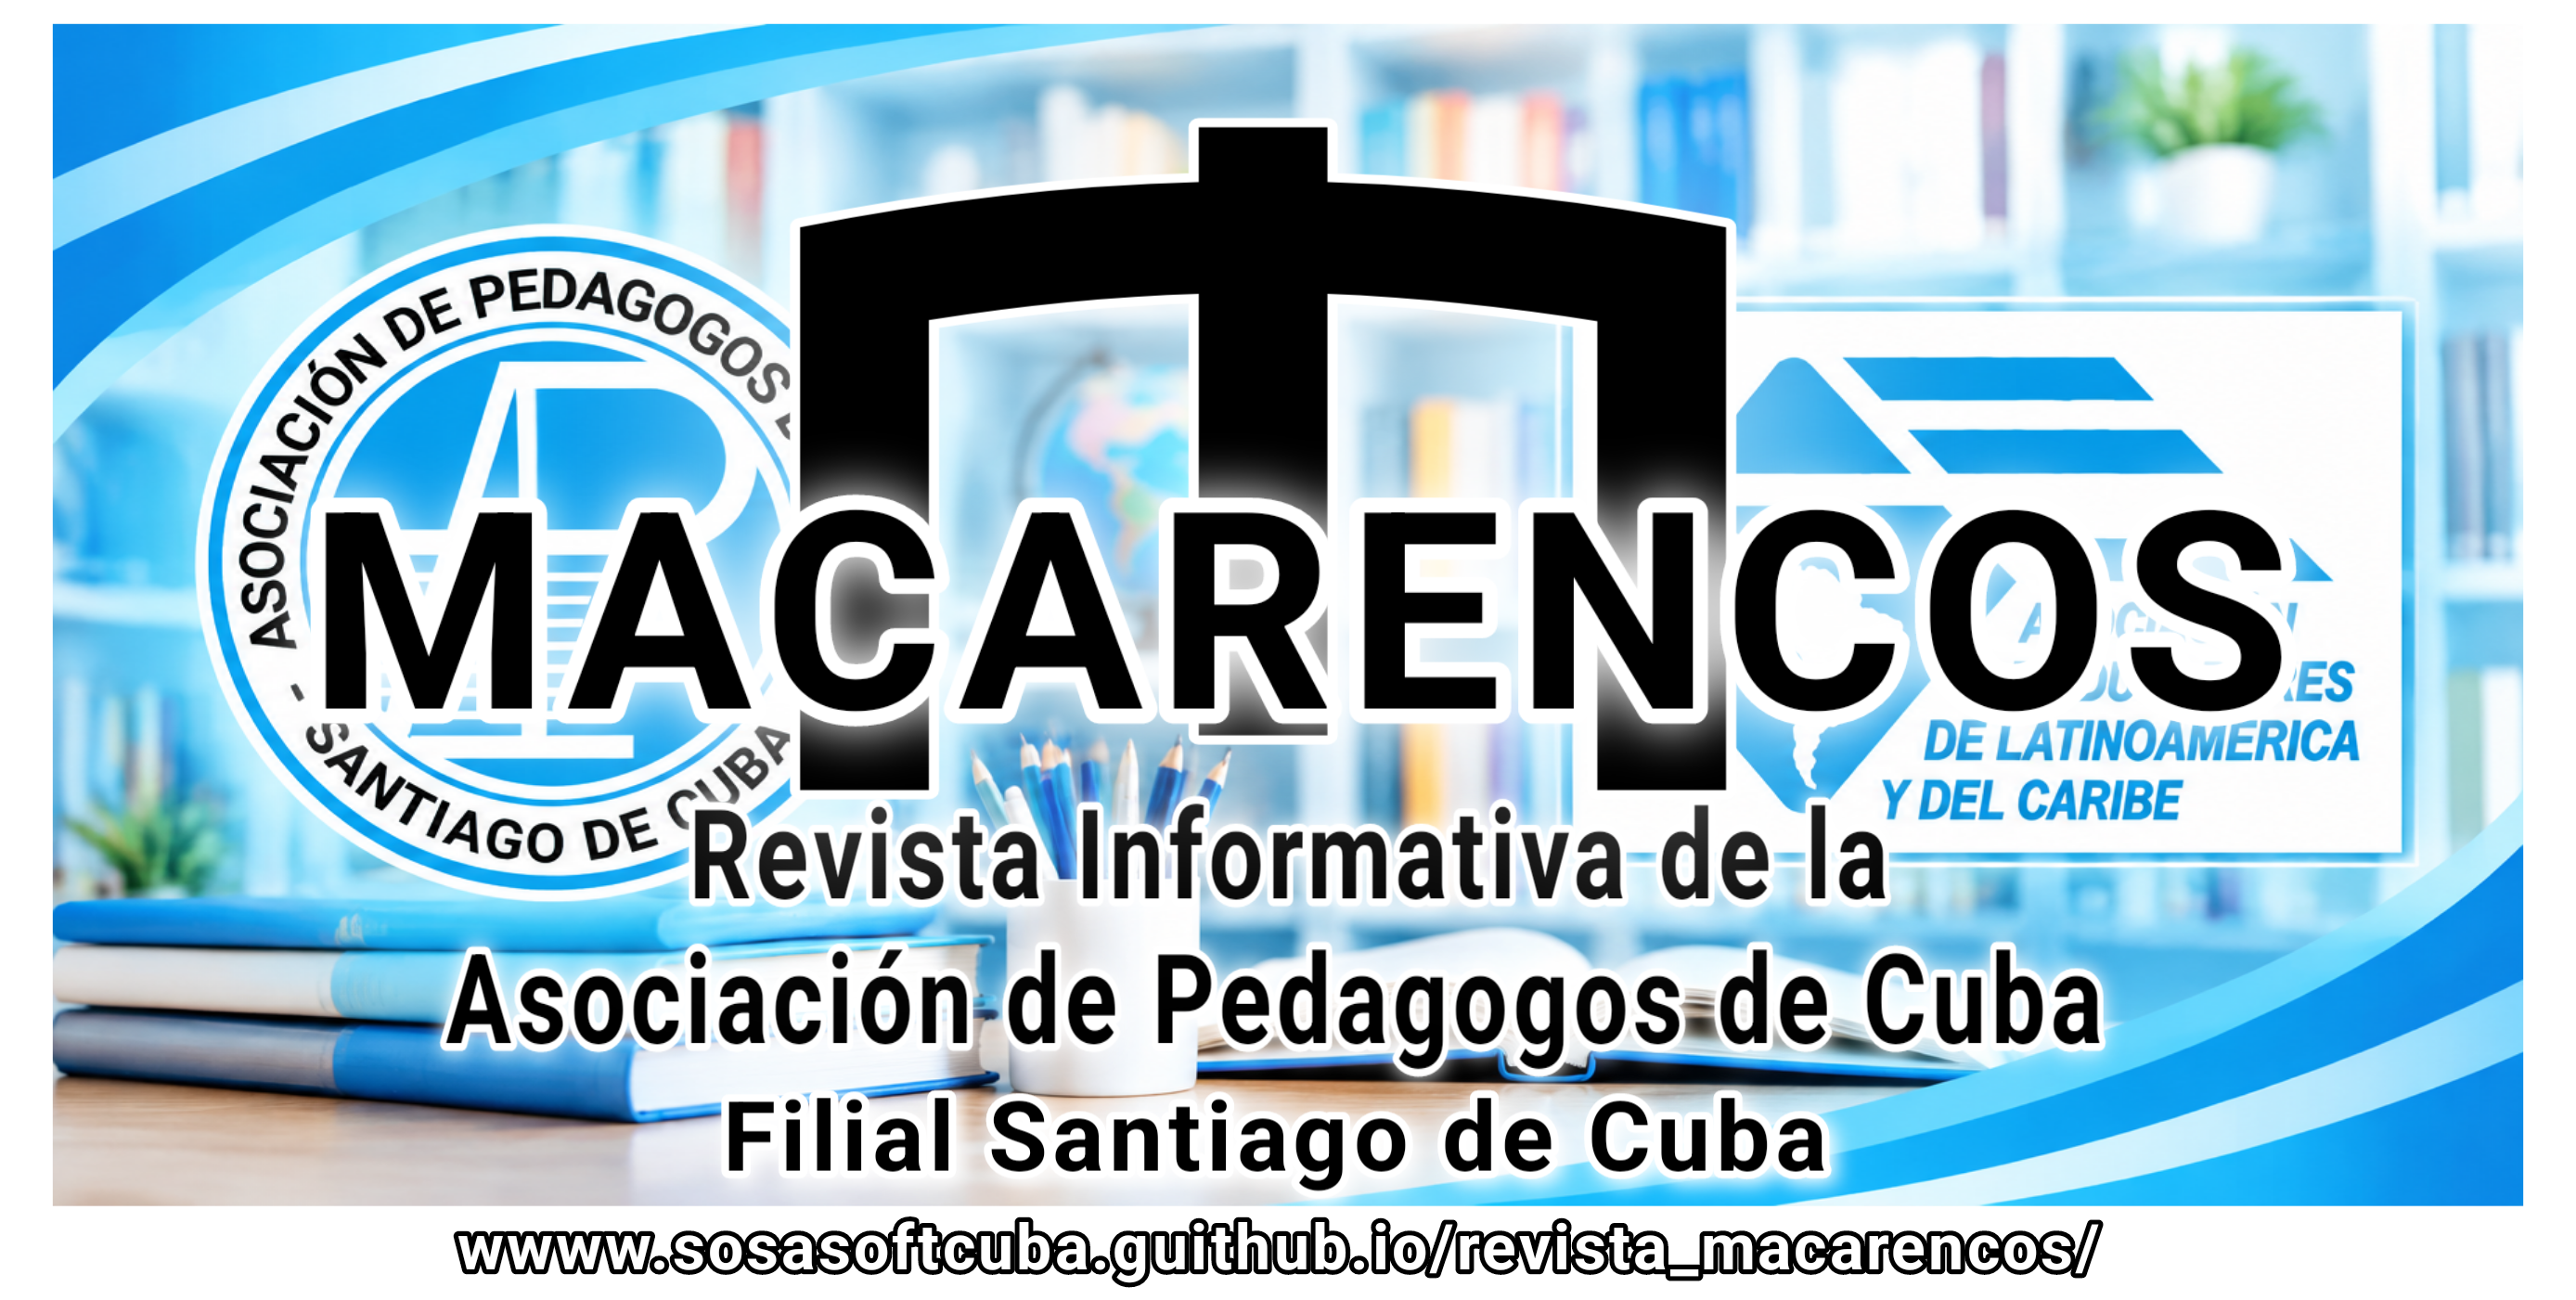 ASOCIACIÓN DE PEDAGOGOS
- SANTIAGO DE CUBA
MACARENCOS
DE LATINOAMERICA
Y DEL CARIBE
Revista Informativa de la
Asociación de Pedagogos de Cuba
Filial Santiago de Cuba
wwww.sosasoftcuba.guithub.io/revista_macarencos/